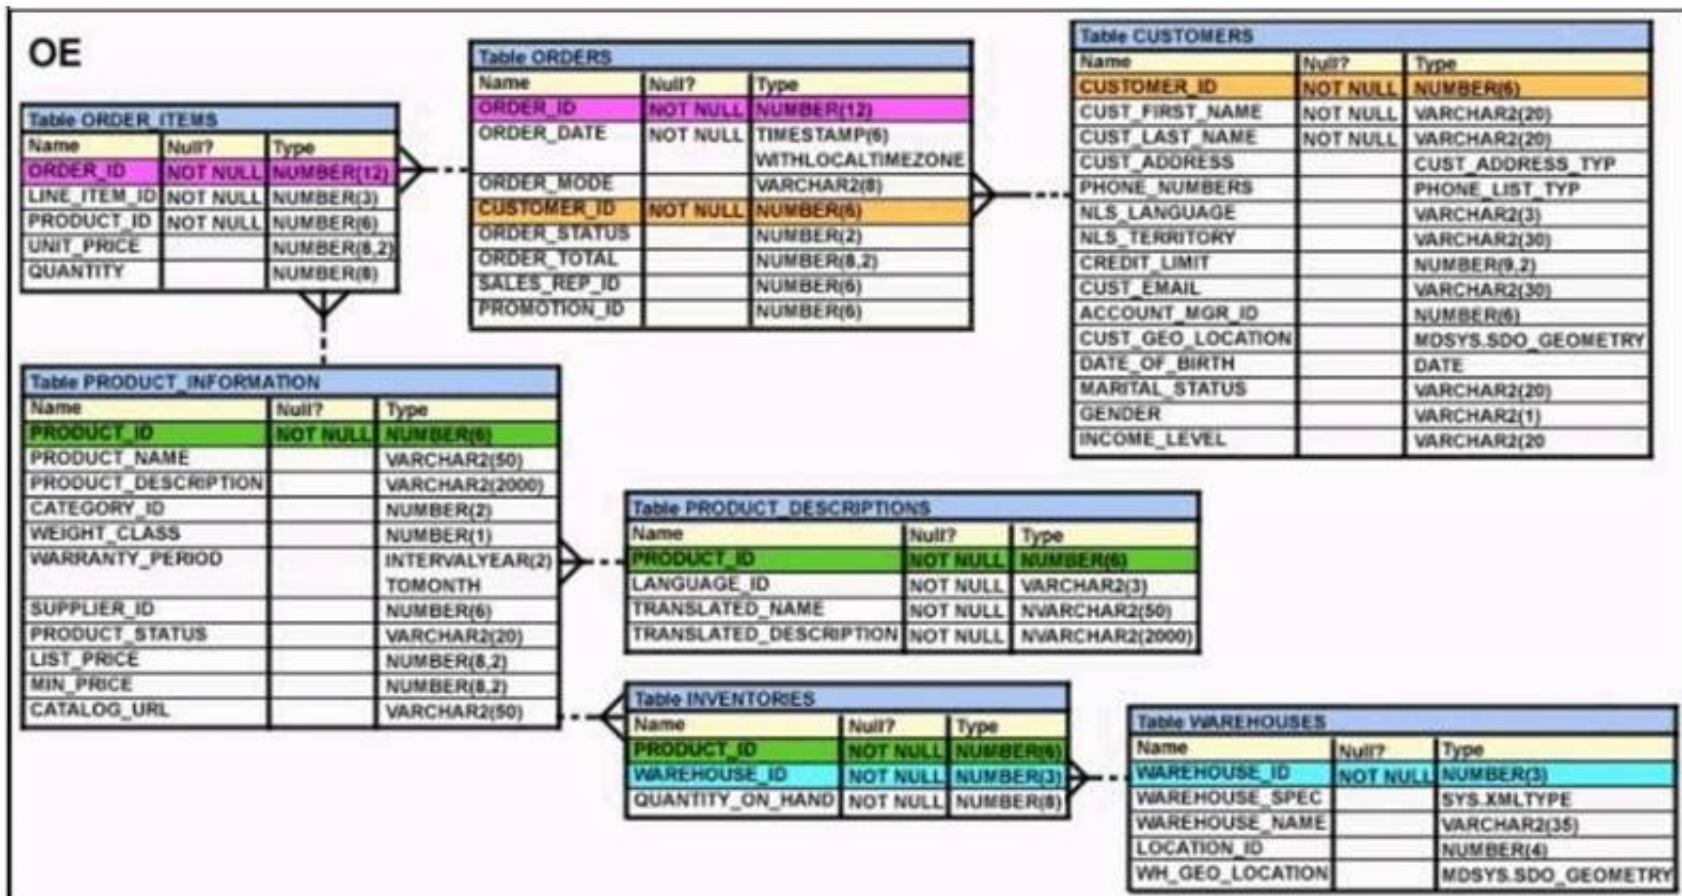 OE
Table ORDER_ITEMS
Name Null? Type
ORDER_ID NOT NULL NUMBER(12)
LINE_ITEM_ID NOT NULL NUMBER(3)
PRODUCT_ID NOT NULL NUMBER(6)
UNIT_PRICE NUMBER(8,2)
QUANTITY NUMBER(8)
Table ORDERS
Name Null? Type
ORDER_ID NOT NULL NUMBER(12)
ORDER_DATE NOT NULL TIMESTAMP(6)
WITHLOCALTIMEZONE
ORDER_MODE VARCHAR2(8)
CUSTOMER_ID NOT NULL NUMBER(6)
ORDER_STATUS NUMBER(2)
ORDER_TOTAL NUMBER(8,2)
SALES_REP_ID NUMBER(6)
PROMOTION_ID NUMBER(6)
Table CUSTOMERS
Name Null? Type
CUSTOMER_ID NOT NULL NUMBER(6)
CUST_FIRST_NAME NOT NULL VARCHAR2(20)
CUST_LAST_NAME NOT NULL VARCHAR2(20)
CUST_ADDRESS CUST_ADDRESS_TYP
PHONE_NUMBERS PHONE_LIST_TYP
NLS_LANGUAGE VARCHAR2(3)
NLS_TERRITORY VARCHAR2(30)
CREDIT_LIMIT NUMBER(9,2)
CUST_EMAIL VARCHAR2(30)
ACCOUNT_MGR_ID NUMBER(6)
CUST_GEO_LOCATION MDSYS.SDO_GEOMETRY
DATE_OF_BIRTH DATE
MARITAL_STATUS VARCHAR2(20)
GENDER VARCHAR2(1)
INCOME_LEVEL VARCHAR2(20
Table PRODUCT_INFORMATION
Name Null? Type
PRODUCT_ID NOT NULL NUMBER(6)
PRODUCT_NAME VARCHAR2(50)
PRODUCT_DESCRIPTION VARCHAR2(2000)
CATEGORY_ID NUMBER(2)
WEIGHT_CLASS NUMBER(1)
WARRANTY_PERIOD INTERVALYEAR(2)
TOMONTH
SUPPLIER_ID NUMBER(6)
PRODUCT_STATUS VARCHAR2(20)
LIST_PRICE NUMBER(8,2)
MIN_PRICE NUMBER(8,2)
CATALOG_URL VARCHAR2(50)
Table PRODUCT_DESCRIPTIONS
Name Null? Type
PRODUCT_ID NOT NULL NUMBER(6)
LANGUAGE_ID NOT NULL VARCHAR2(3)
TRANSLATED_NAME NOT NULL NVARCHAR2(50)
TRANSLATED_DESCRIPTION NOT NULL NVARCHAR2(2000)
Table INVENTORIES
Name Null? Type
PRODUCT_ID NOT NULL NUMBER(6)
WAREHOUSE_ID NOT NULL NUMBER(3)
QUANTITY_ON_HAND NOT NULL NUMBER(8)
Table WAREHOUSES
Name Null? Type
WAREHOUSE_ID NOT NULL NUMBER(3)
WAREHOUSE_SPEC SYS.XMLTYPE
WAREHOUSE_NAME VARCHAR2(35)
LOCATION_ID NUMBER(4)
WH_GEO_LOCATION MDSYS.SDO_GEOMETRY